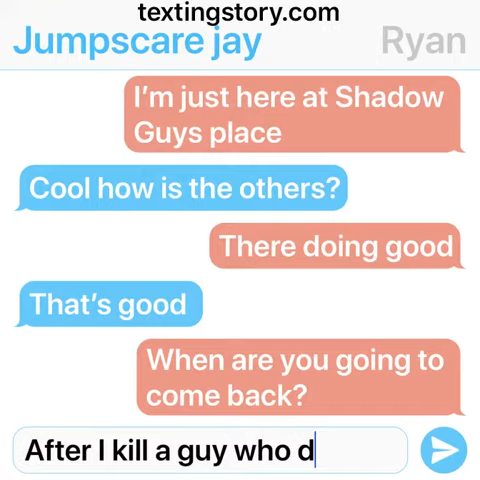 textingstory.com
Jumpscare jay
Ryan
I'm just here at Shadow
Guys place
Cool how is the others?
There doing good
That's good
When are you going to
come back?
After I kill a guy who d